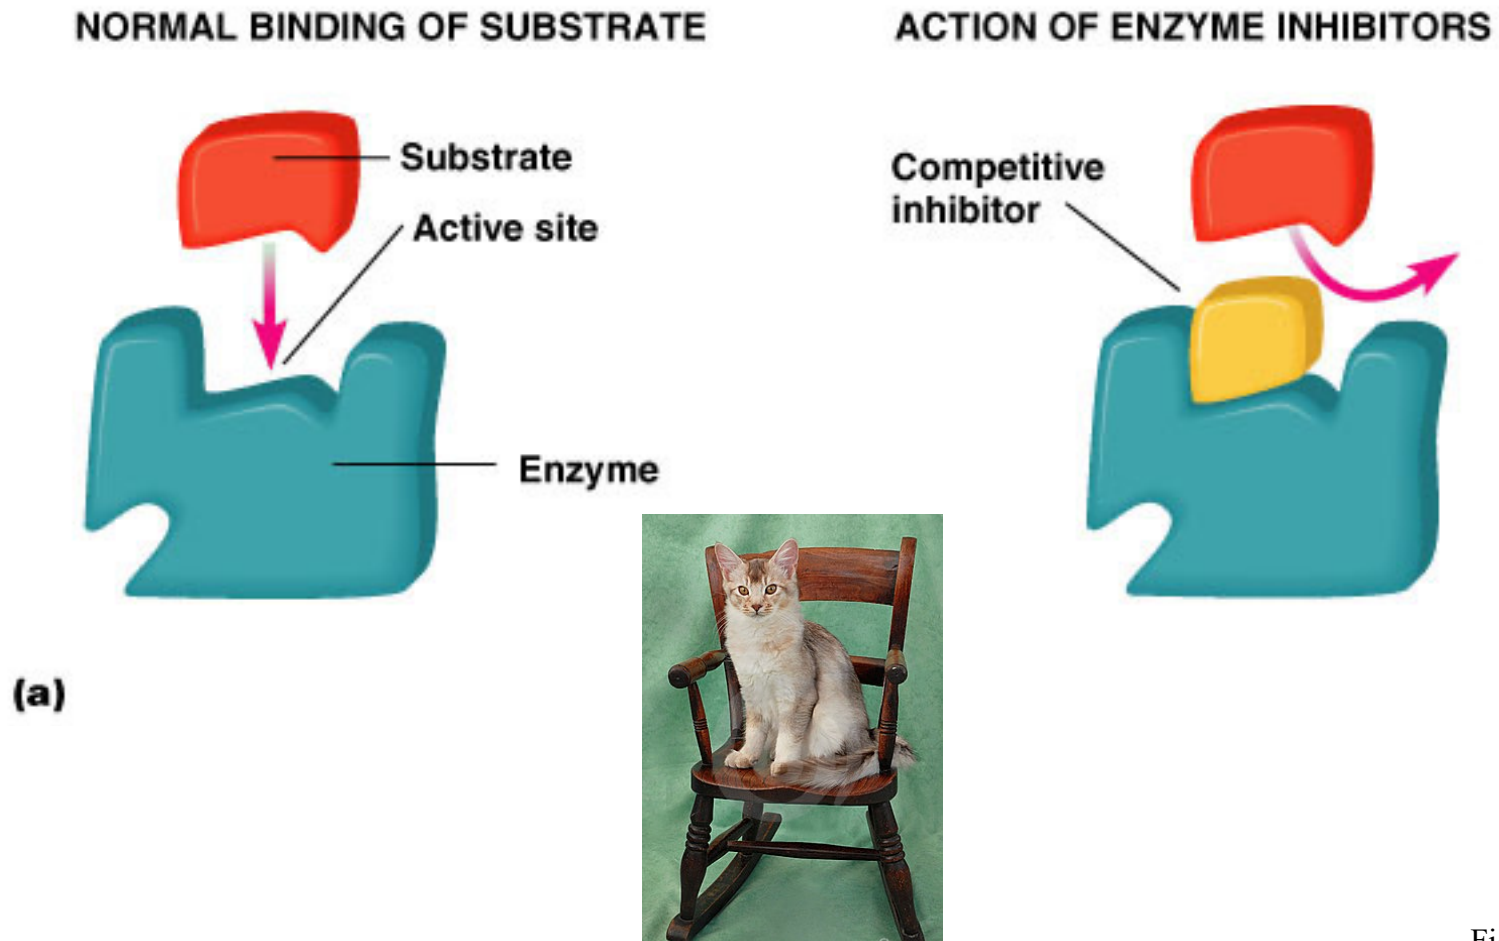 NORMAL BINDING OF SUBSTRATE
ACTION OF ENZYME INHIBITORS
Substrate
Active site
Enzyme
Competitive
inhibitor
(a)